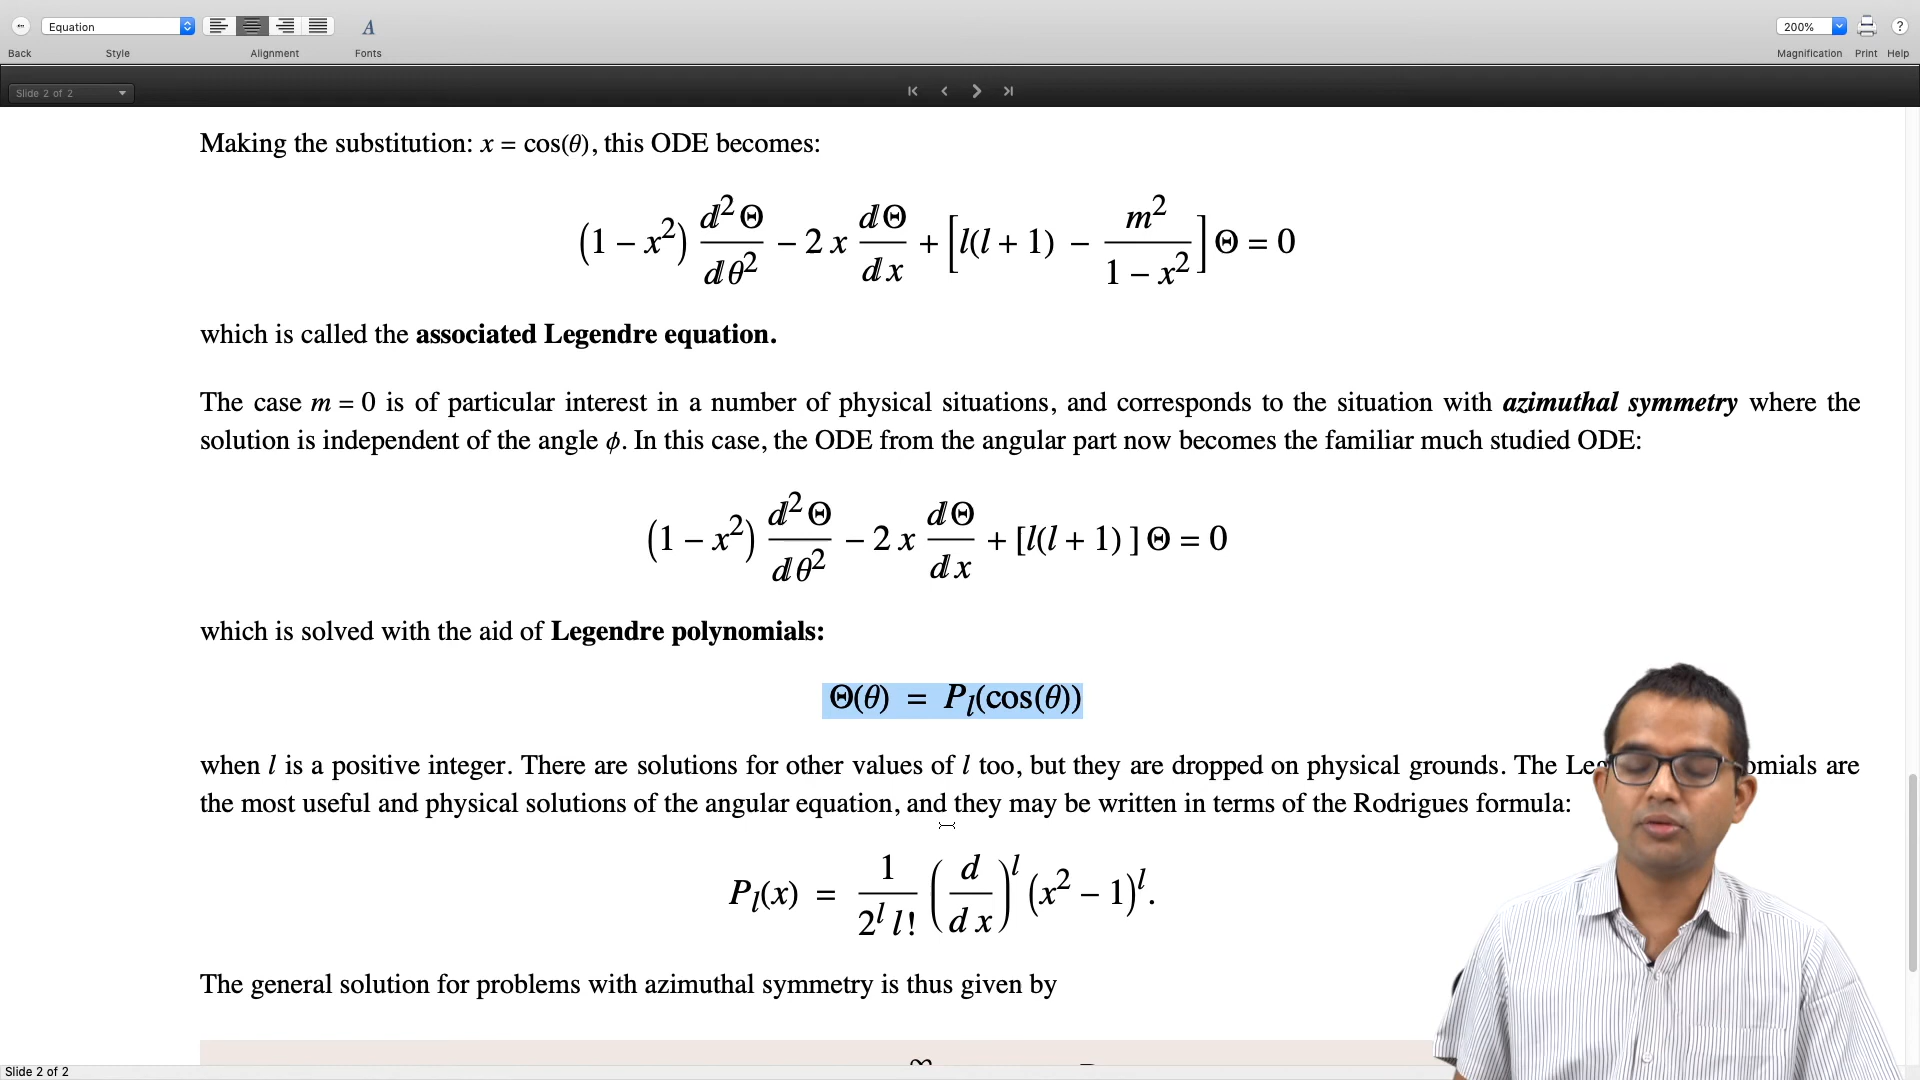 Equation
200%
Back Style Alignment Fonts Magnification Print Help
Slide 2 of 2
Making the substitution: x = cos(θ), this ODE becomes:
(1 − x²) d²Θ/dθ² − 2 x dΘ/dx + [l(l + 1) − m²/(1 − x²)] Θ = 0
which is called the associated Legendre equation.
The case m = 0 is of particular interest in a number of physical situations, and corresponds to the situation with azimuthal symmetry where the
solution is independent of the angle ϕ. In this case, the ODE from the angular part now becomes the familiar much studied ODE:
(1 − x²) d²Θ/dθ² − 2 x dΘ/dx + [l(l + 1) ] Θ = 0
which is solved with the aid of Legendre polynomials:
Θ(θ) = Pₗ(cos(θ))
when l is a positive integer. There are solutions for other values of l too, but they are dropped on physical grounds. The are
the most useful and physical solutions of the angular equation, and they may be written in terms of the Rodrigues formula:
Pₗ(x) = 1/(2ˡ l!) (d/dx)ˡ (x² − 1)ˡ.
The general solution for problems with azimuthal symmetry is thus given by
∞
Slide 2 of 2